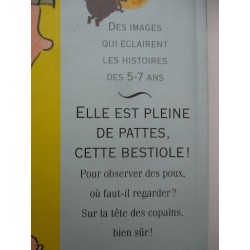 DES IMAGES
QUI ÉCLAIRENT
LES HISTOIRES
DES 5-7 ANS
ELLE EST PLEINE
DE PATTES,
CETTE BESTIOLE !
Pour observer des poux,
où faut-il regarder ?
Sur la tête des copains,
bien sûr !